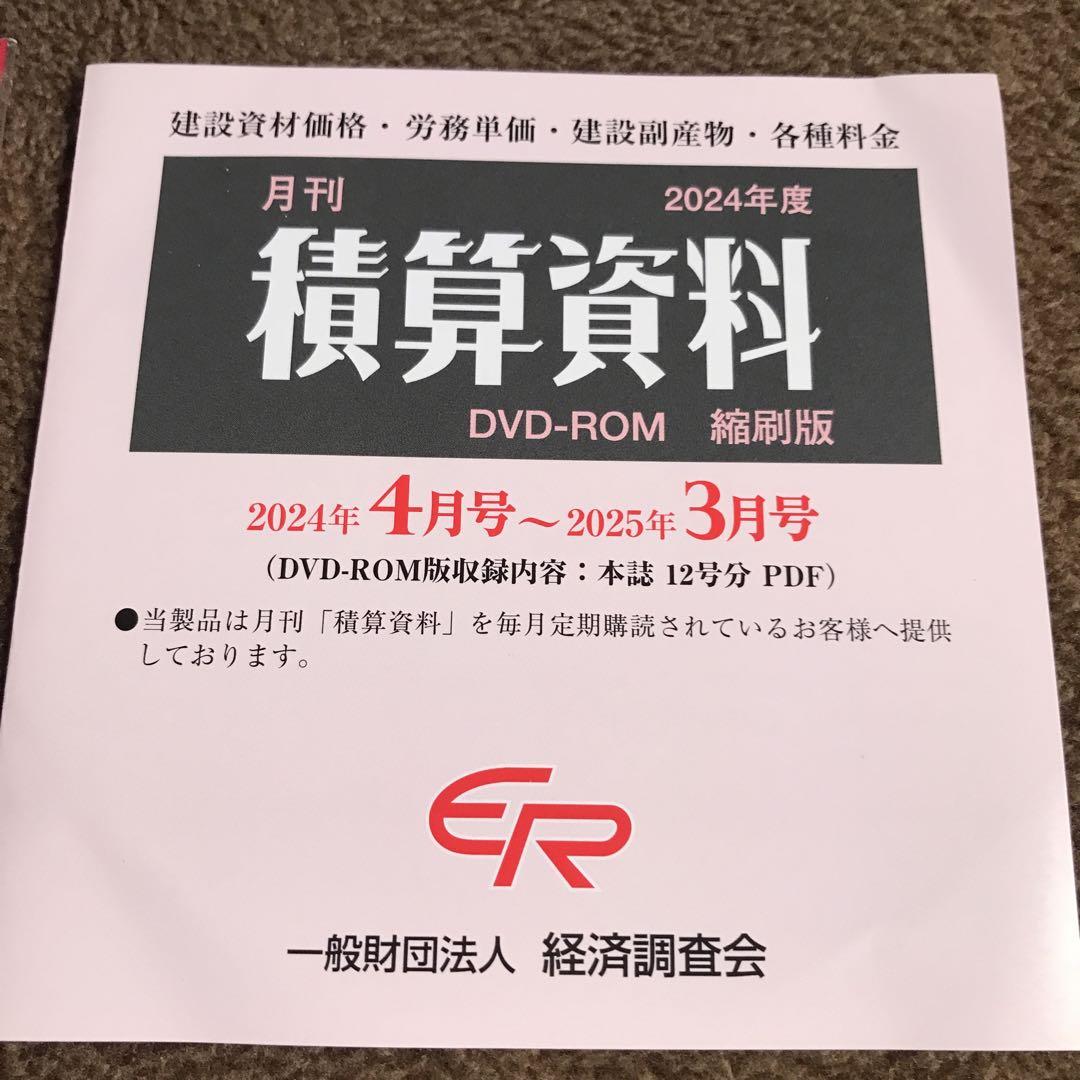 建設資材価格・労務単価・建設副産物・各種料金
月刊 2024年度
積算資料
DVD-ROM 縮刷版
2024年 4月号～2025年 3月号
（DVD-ROM版収録内容：本誌 12号分 PDF）
●当製品は月刊「積算資料」を毎月定期購読されているお客様へ提供
しております。
ER
一般財団法人 経済調査会